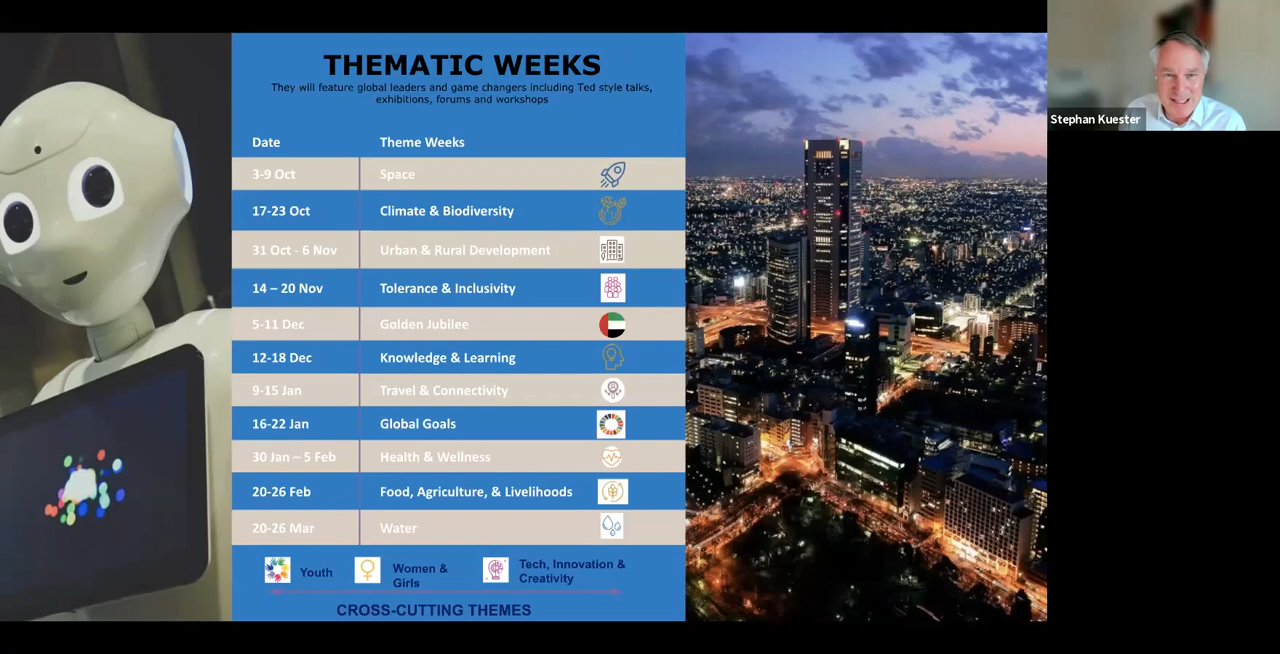 THEMATIC WEEKS
They will feature global leaders and game changers including Ted style talks,
exhibitions, forums and workshops
Date Theme Weeks
3-9 Oct Space
17-23 Oct Climate & Biodiversity
31 Oct - 6 Nov Urban & Rural Development
14 – 20 Nov Tolerance & Inclusivity
5-11 Dec Golden Jubilee
12-18 Dec Knowledge & Learning
9-15 Jan Travel & Connectivity
16-22 Jan Global Goals
30 Jan – 5 Feb Health & Wellness
20-26 Feb Food, Agriculture, & Livelihoods
20-26 Mar Water
Youth
Women &
Girls
Tech, Innovation &
Creativity
CROSS-CUTTING THEMES
Stephan Kuester